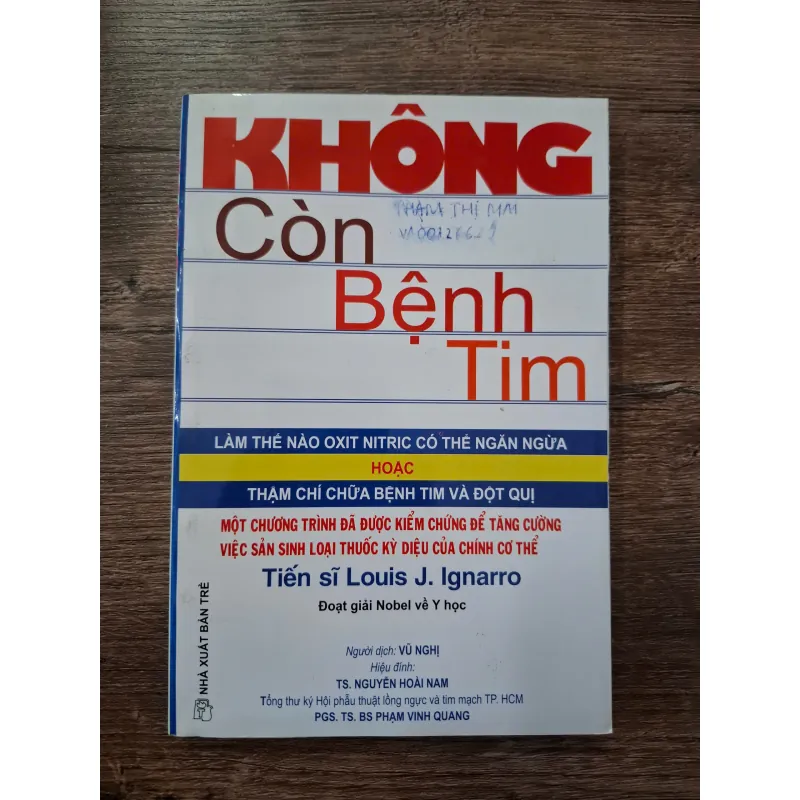 KHÔNG
PHẠM THỊ MAI
Còn
Bệnh
Tim
LÀM THẾ NÀO OXIT NITRIC CÓ THỂ NGĂN NGỪA
HOẶC
THẬM CHÍ CHỮA BỆNH TIM VÀ ĐỘT QUỊ
MỘT CHƯƠNG TRÌNH ĐÃ ĐƯỢC KIỂM CHỨNG ĐỂ TĂNG CƯỜNG
VIỆC SẢN SINH LOẠI THUỐC KỲ DIỆU CỦA CHÍNH CƠ THỂ
Tiến sĩ Louis J. Ignarro
Đoạt giải Nobel về Y học
Người dịch: VŨ NGHỊ
Hiệu đính:
TS. NGUYỄN HOÀI NAM
Tổng thư ký Hội phẫu thuật lồng ngực và tim mạch TP. HCM
PGS. TS. BS PHẠM VINH QUANG
NHÀ XUẤT BẢN TRẺ